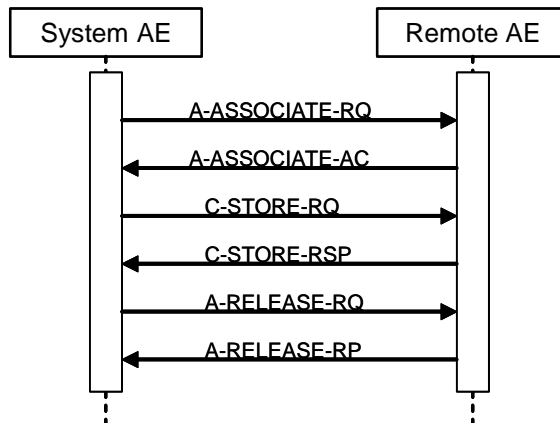 System AE
Remote AE
A-ASSOCIATE-RQ
A-ASSOCIATE-AC
C-STORE-RQ
C-STORE-RSP
A-RELEASE-RQ
A-RELEASE-RP